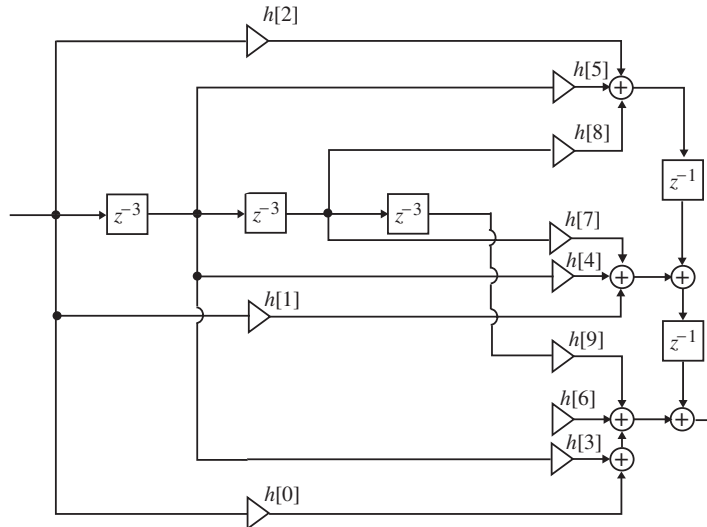 h[2]
h[5]
h[8]
z⁻¹
z⁻³
z⁻³
z⁻³
h[7]
h[4]
h[1]
z⁻¹
h[9]
h[6]
h[3]
h[0]